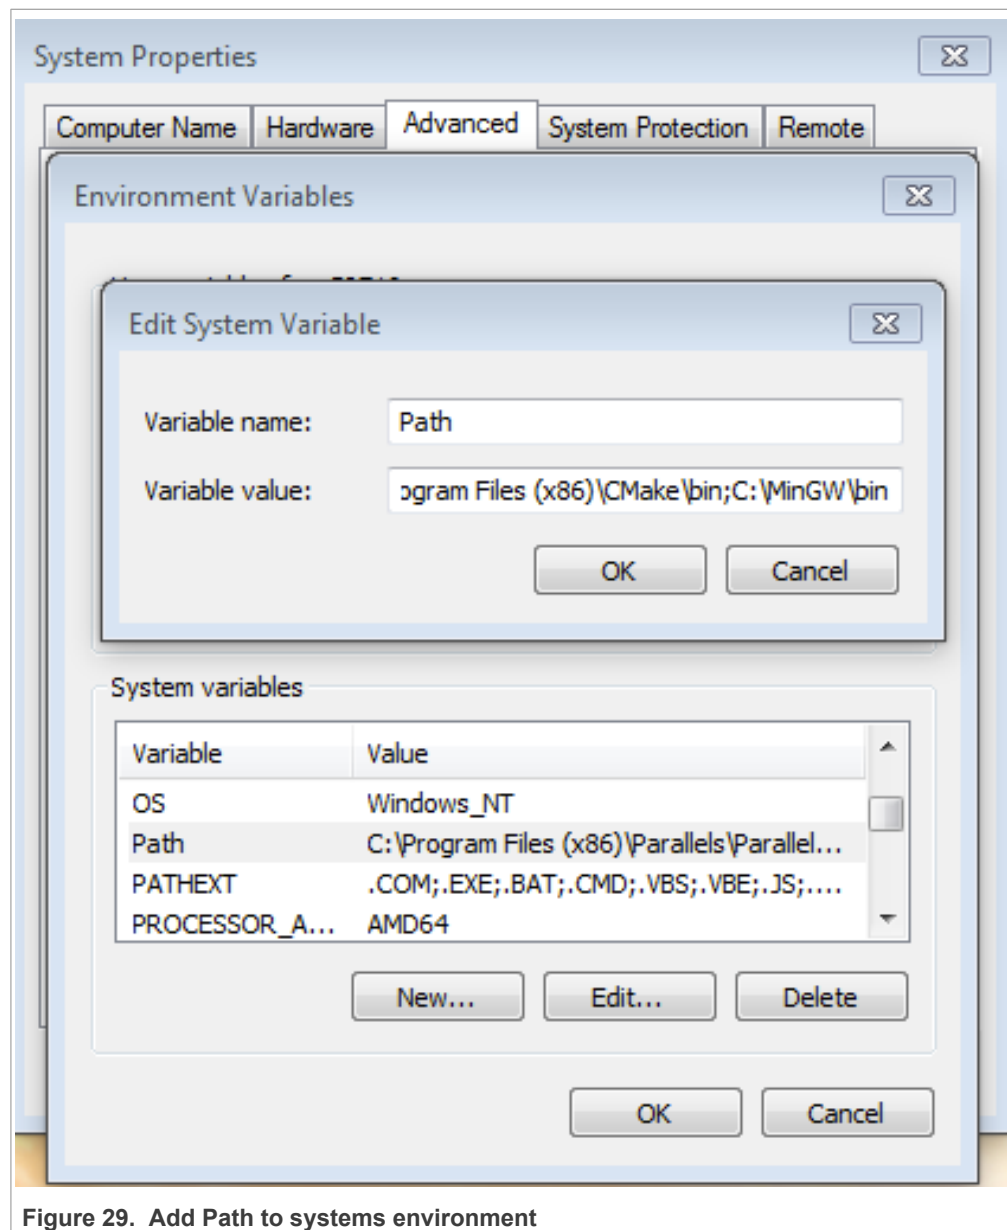 System Properties
Computer Name Hardware Advanced System Protection Remote
Environment Variables
Edit System Variable
Variable name: Path
Variable value: ogram Files (x86)\CMake\bin;C:\MinGW\bin
OK Cancel
System variables
Variable Value
OS Windows_NT
Path C:\Program Files (x86)\Parallels\Parallel...
PATHEXT .COM;.EXE;.BAT;.CMD;.VBS;.VBE;.JS;....
PROCESSOR_A... AMD64
New... Edit... Delete
OK Cancel
Figure 29. Add Path to systems environment